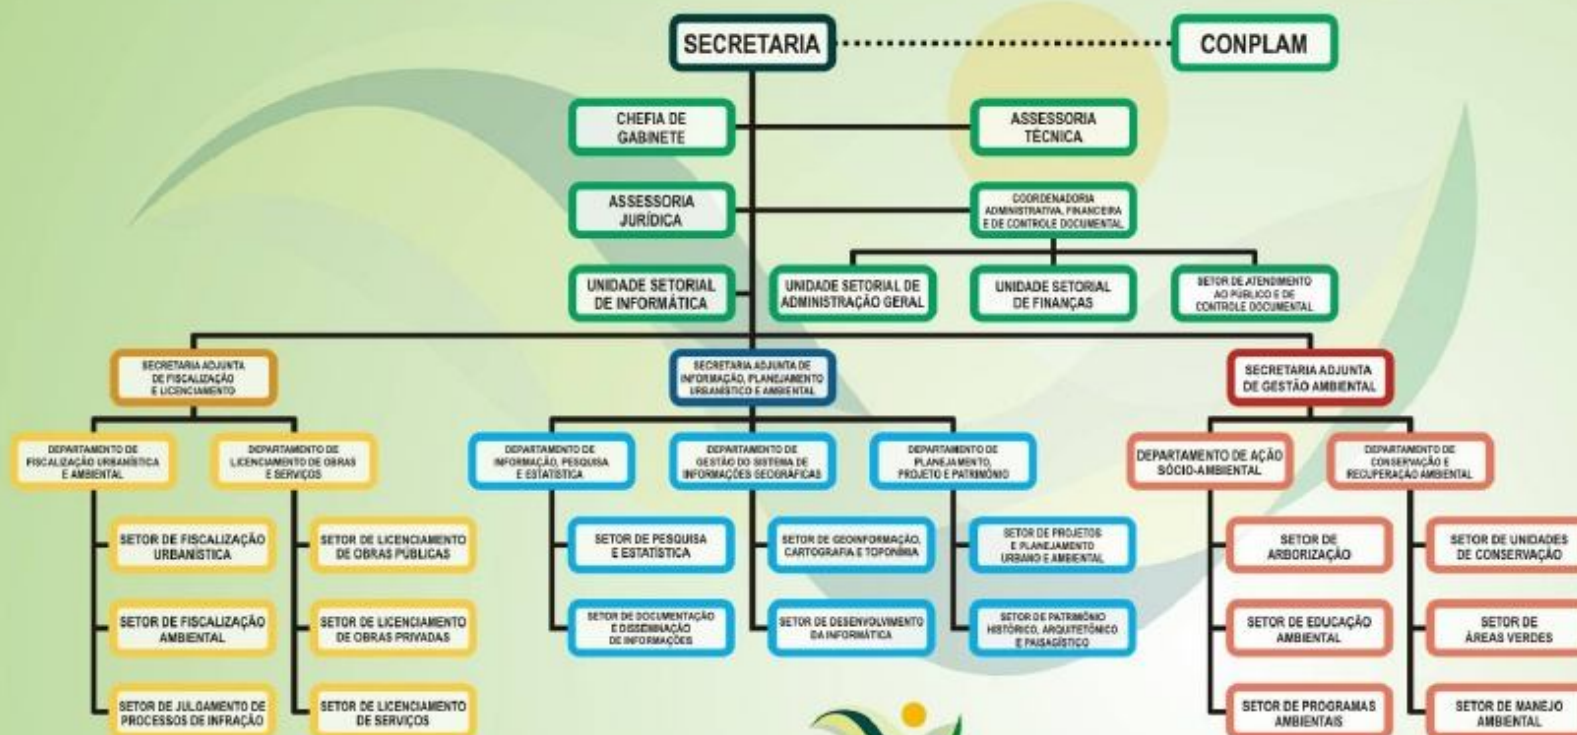 SECRETARIA
CONPLAM
CHEFIA DE
GABINETE
ASSESSORIA
TÉCNICA
ASSESSORIA
JURÍDICA
COORDENADORIA
ADMINISTRATIVA, FINANCEIRA
E DE CONTROLE DOCUMENTAL
UNIDADE SETORIAL
DE INFORMÁTICA
UNIDADE SETORIAL DE
ADMINISTRAÇÃO GERAL
UNIDADE SETORIAL
DE FINANÇAS
SETOR DE ATENDIMENTO
AO PÚBLICO E DE
CONTROLE DOCUMENTAL
SECRETARIA ADJUNTA
DE FISCALIZAÇÃO
E LICENCIAMENTO
SECRETARIA ADJUNTA DE
INFORMAÇÃO, PLANEJAMENTO
URBANÍSTICO E AMBIENTAL
SECRETARIA ADJUNTA
DE GESTÃO AMBIENTAL
DEPARTAMENTO DE
FISCALIZAÇÃO URBANÍSTICA
E AMBIENTAL
DEPARTAMENTO DE
LICENCIAMENTO DE OBRAS
E SERVIÇOS
DEPARTAMENTO DE
INFORMAÇÃO, PESQUISA
E ESTATÍSTICA
DEPARTAMENTO DE
GESTÃO DO SISTEMA DE
INFORMAÇÕES GEOGRÁFICAS
DEPARTAMENTO DE
PLANEJAMENTO,
PROJETO E PATRIMÔNIO
DEPARTAMENTO DE AÇÃO
SÓCIO-AMBIENTAL
DEPARTAMENTO DE
CONSERVAÇÃO E
RECUPERAÇÃO AMBIENTAL
SETOR DE FISCALIZAÇÃO
URBANÍSTICA
SETOR DE LICENCIAMENTO
DE OBRAS PÚBLICAS
SETOR DE PESQUISA
E ESTATÍSTICA
SETOR DE GEOINFORMAÇÃO,
CARTOGRAFIA E TOPONÍMIA
SETOR DE PROJETOS
E PLANEJAMENTO
URBANO E AMBIENTAL
SETOR DE
ARBORIZAÇÃO
SETOR DE UNIDADES
DE CONSERVAÇÃO
SETOR DE FISCALIZAÇÃO
AMBIENTAL
SETOR DE LICENCIAMENTO
DE OBRAS PRIVADAS
SETOR DE DOCUMENTAÇÃO
E DISSEMINAÇÃO
DE INFORMAÇÕES
SETOR DE DESENVOLVIMENTO
DA INFORMÁTICA
SETOR DE PATRIMÔNIO
HISTÓRICO, ARQUITETÔNICO
E PAISAGÍSTICO
SETOR DE EDUCAÇÃO
AMBIENTAL
SETOR DE
ÁREAS VERDES
SETOR DE JULGAMENTO DE
PROCESSOS DE INFRAÇÃO
SETOR DE LICENCIAMENTO
DE SERVIÇOS
SETOR DE PROGRAMAS
AMBIENTAIS
SETOR DE MANEJO
AMBIENTAL